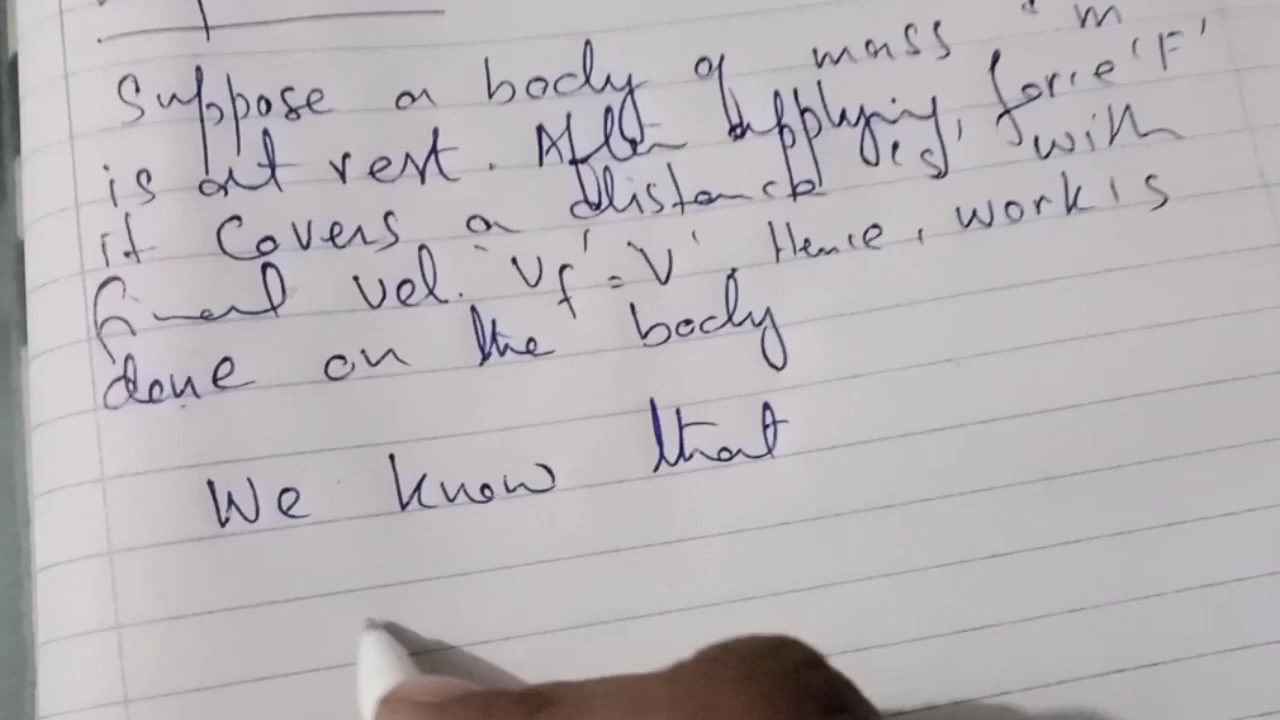 Suppose a body of mass 'm
is at rest. After applying, force 'F'
it covers a distance 's' with
final vel. 'vf' = v'. Hence, work is
done on the body
We know that